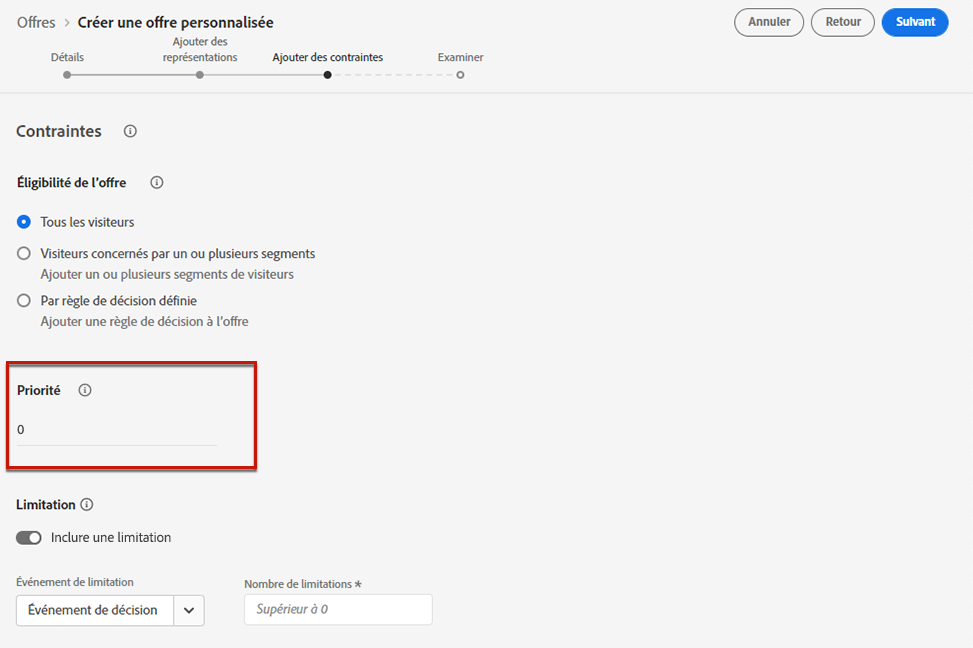 Offres > Créer une offre personnalisée
Annuler
Retour
Suivant
Détails
Ajouter des
représentations
Ajouter des contraintes
Examiner
Contraintes
Éligibilité de l'offre
Tous les visiteurs
Visiteurs concernés par un ou plusieurs segments
Ajouter un ou plusieurs segments de visiteurs
Par règle de décision définie
Ajouter une règle de décision à l'offre
Priorité
0
Limitation
Inclure une limitation
Événement de limitation
Nombre de limitations *
Événement de décision
Supérieur à 0